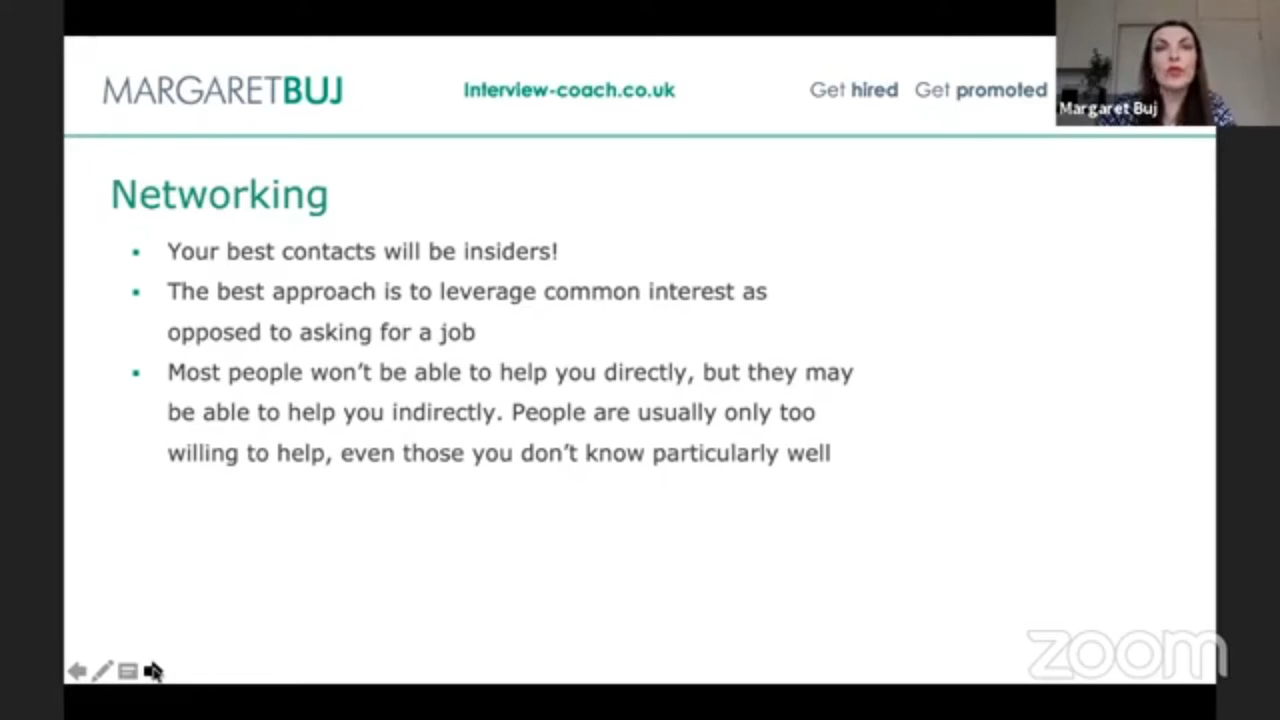 MARGARETBUJ
Interview-coach.co.uk
Get hired Get promoted
Margaret Buj
Networking
Your best contacts will be insiders!
The best approach is to leverage common interest as
opposed to asking for a job
Most people won’t be able to help you directly, but they may
be able to help you indirectly. People are usually only too
willing to help, even those you don’t know particularly well
zoom